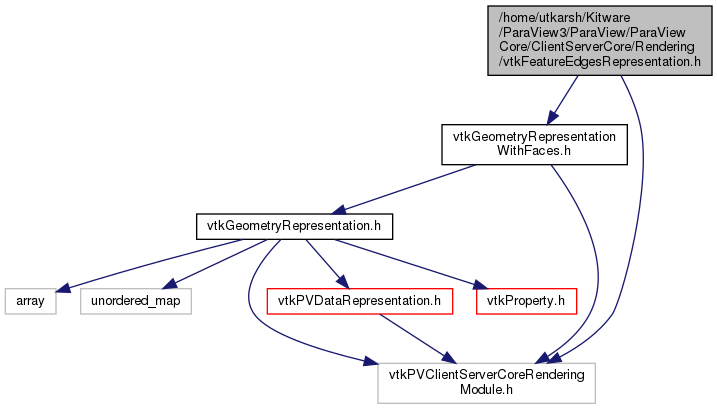 /home/utkarsh/Kitware
/ParaView3/ParaView/ParaView
Core/ClientServerCore/Rendering
/vtkFeatureEdgesRepresentation.h
vtkGeometryRepresentation
WithFaces.h
vtkGeometryRepresentation.h
array
unordered_map
vtkPVDataRepresentation.h
vtkProperty.h
vtkPVClientServerCoreRendering
Module.h